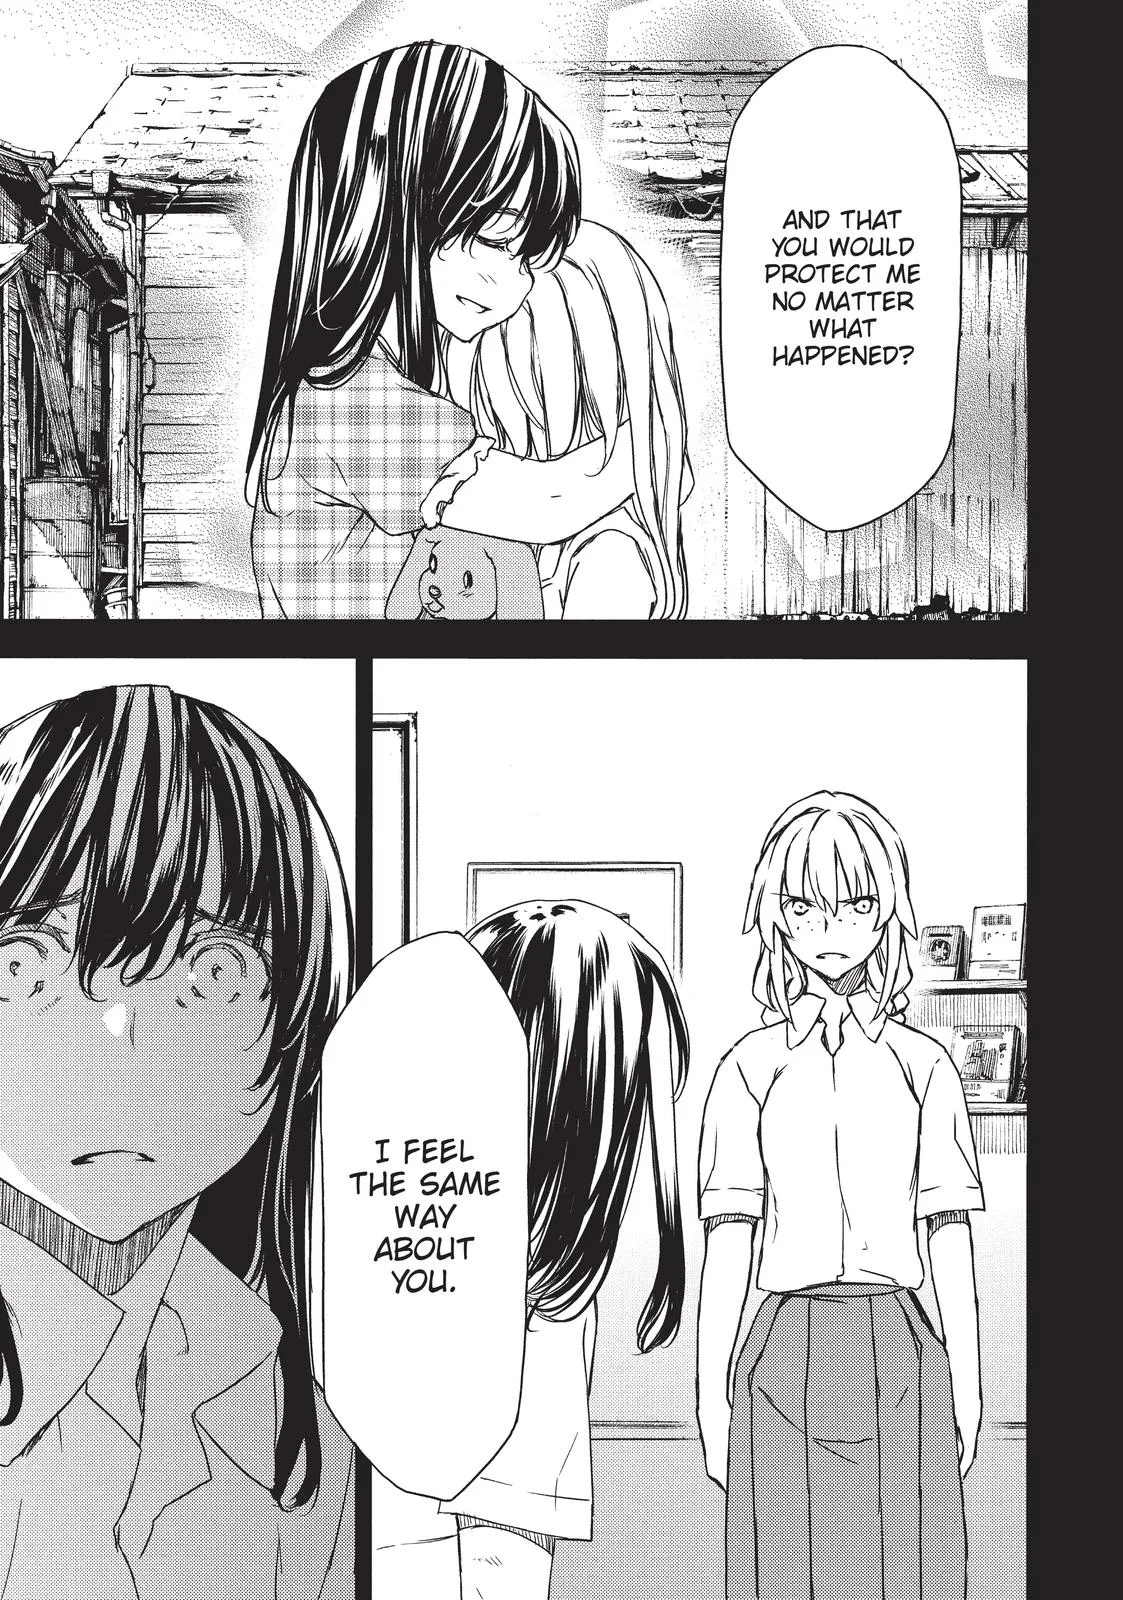 AND THAT
YOU WOULD
PROTECT ME
NO MATTER
WHAT
HAPPENED?
I FEEL
THE SAME
WAY
ABOUT
YOU.